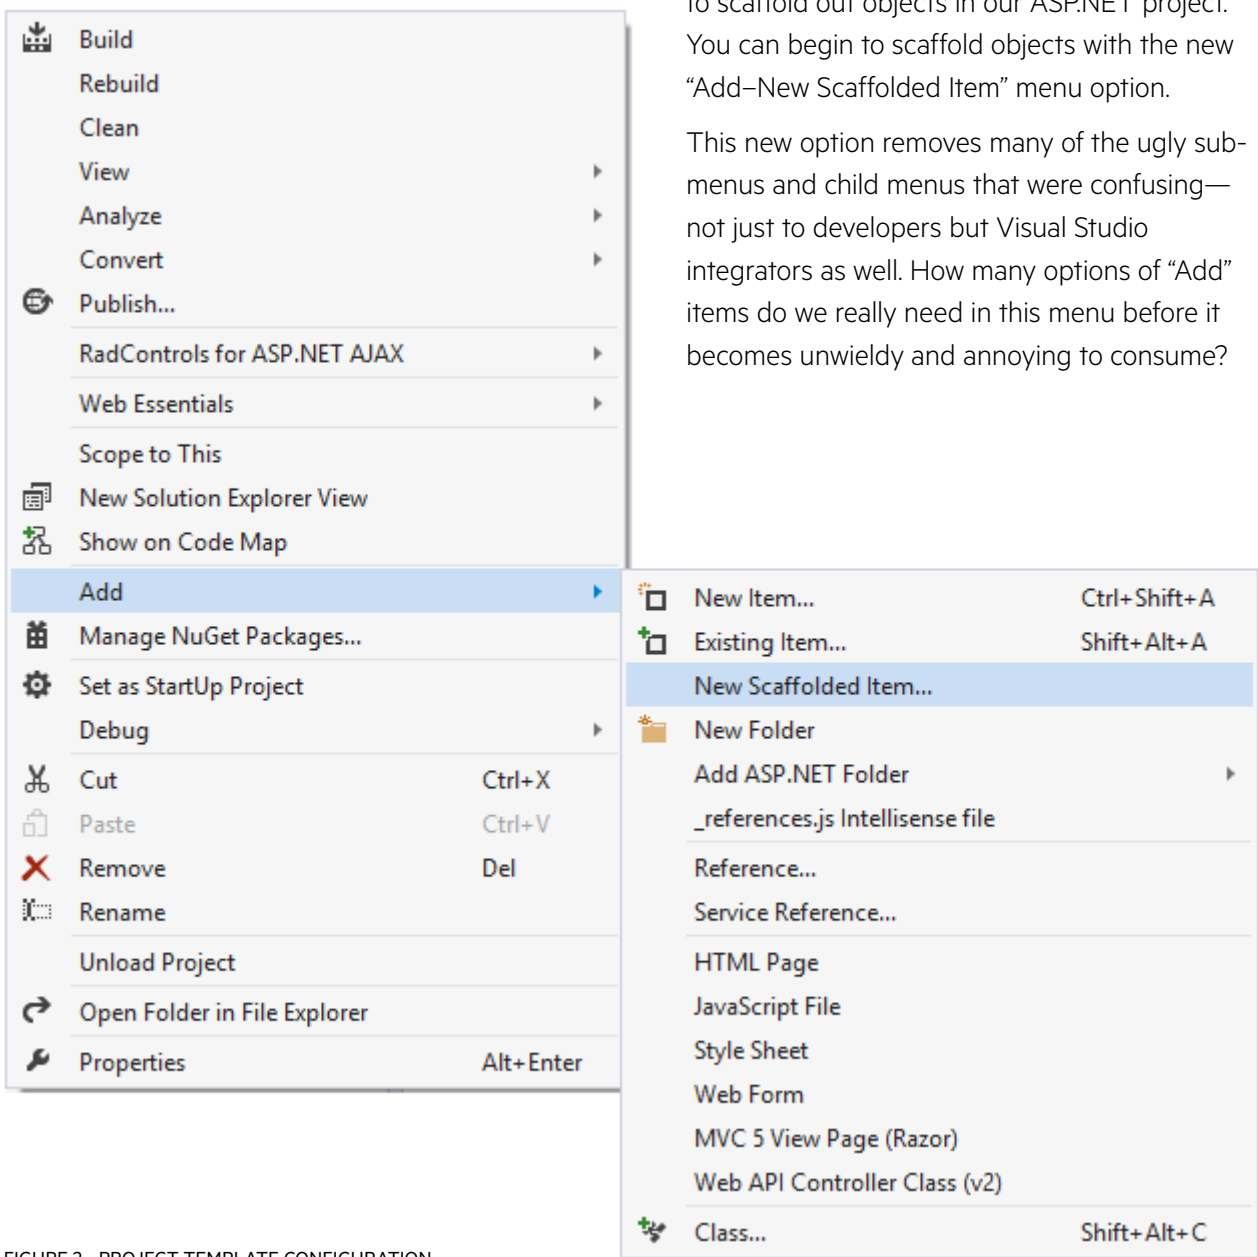 to scaffold out objects in our ASP.NET project.
You can begin to scaffold objects with the new
“Add–New Scaffolded Item” menu option.
This new option removes many of the ugly sub-
menus and child menus that were confusing—
not just to developers but Visual Studio
integrators as well. How many options of “Add”
items do we really need in this menu before it
becomes unwieldy and annoying to consume?
Build
Rebuild
Clean
View
Analyze
Convert
Publish...
RadControls for ASP.NET AJAX
Web Essentials
Scope to This
New Solution Explorer View
Show on Code Map
Add
Manage NuGet Packages...
Set as StartUp Project
Debug
Cut Ctrl+X
Paste Ctrl+V
Remove Del
Rename
Unload Project
Open Folder in File Explorer
Properties Alt+Enter
New Item... Ctrl+Shift+A
Existing Item... Shift+Alt+A
New Scaffolded Item...
New Folder
Add ASP.NET Folder
_references.js Intellisense file
Reference...
Service Reference...
HTML Page
JavaScript File
Style Sheet
Web Form
MVC 5 View Page (Razor)
Web API Controller Class (v2)
Class... Shift+Alt+C
PROJECT TEMPLATE CONFIGURATION